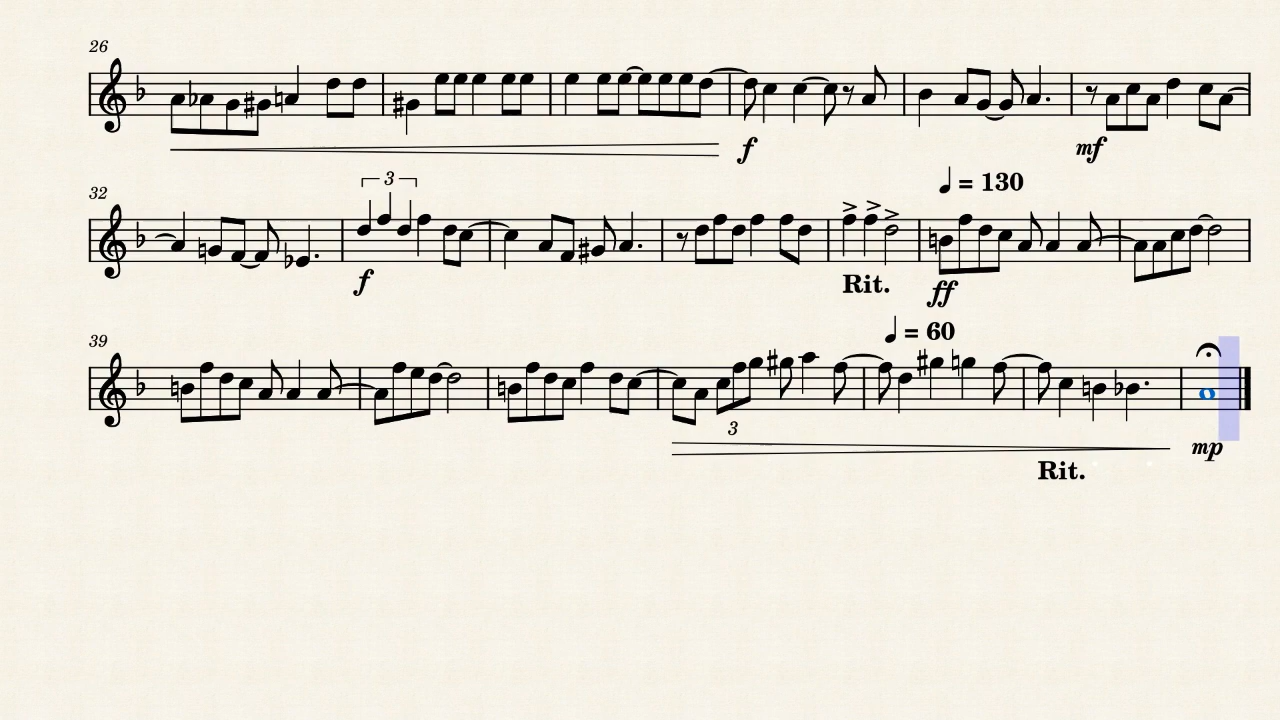 26
f
mf
32
3
♩ = 130
f
Rit.
ff
39
♩ = 60
3
mp
Rit.